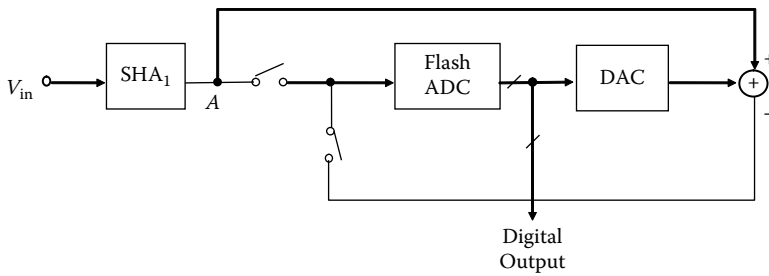 V_in
SHA_1
A
Flash
ADC
DAC
+
+
−
Digital
Output